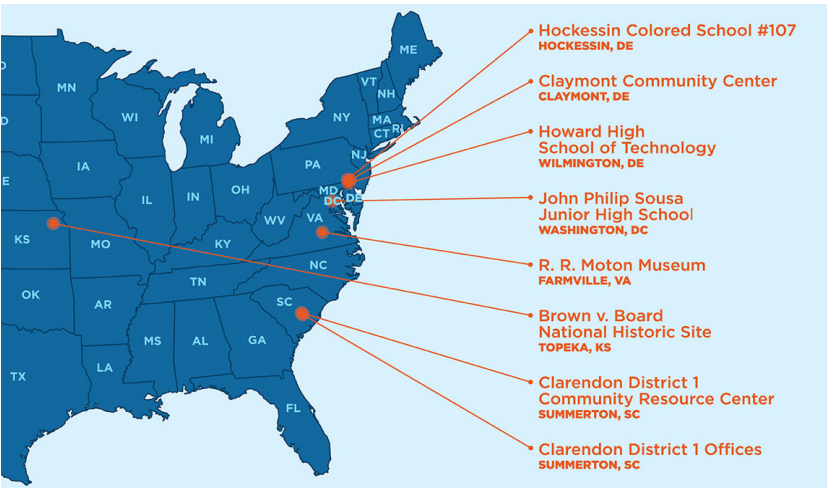 Hockessin Colored School #107
HOCKESSIN, DE
Claymont Community Center
CLAYMONT, DE
Howard High
School of Technology
WILMINGTON, DE
John Philip Sousa
Junior High School
WASHINGTON, DC
R. R. Moton Museum
FARMVILLE, VA
Brown v. Board
National Historic Site
TOPEKA, KS
Clarendon District 1
Community Resource Center
SUMMERTON, SC
Clarendon District 1 Offices
SUMMERTON, SC
ME
VT
NH
MN
WI
NY
MA
CT
RI
MI
NJ
PA
IA
OH
IL
IN
MD
DC
DE
WV
VA
KS
MO
KY
NC
TN
OK
AR
SC
MS
AL
GA
LA
TX
FL
D
D
E